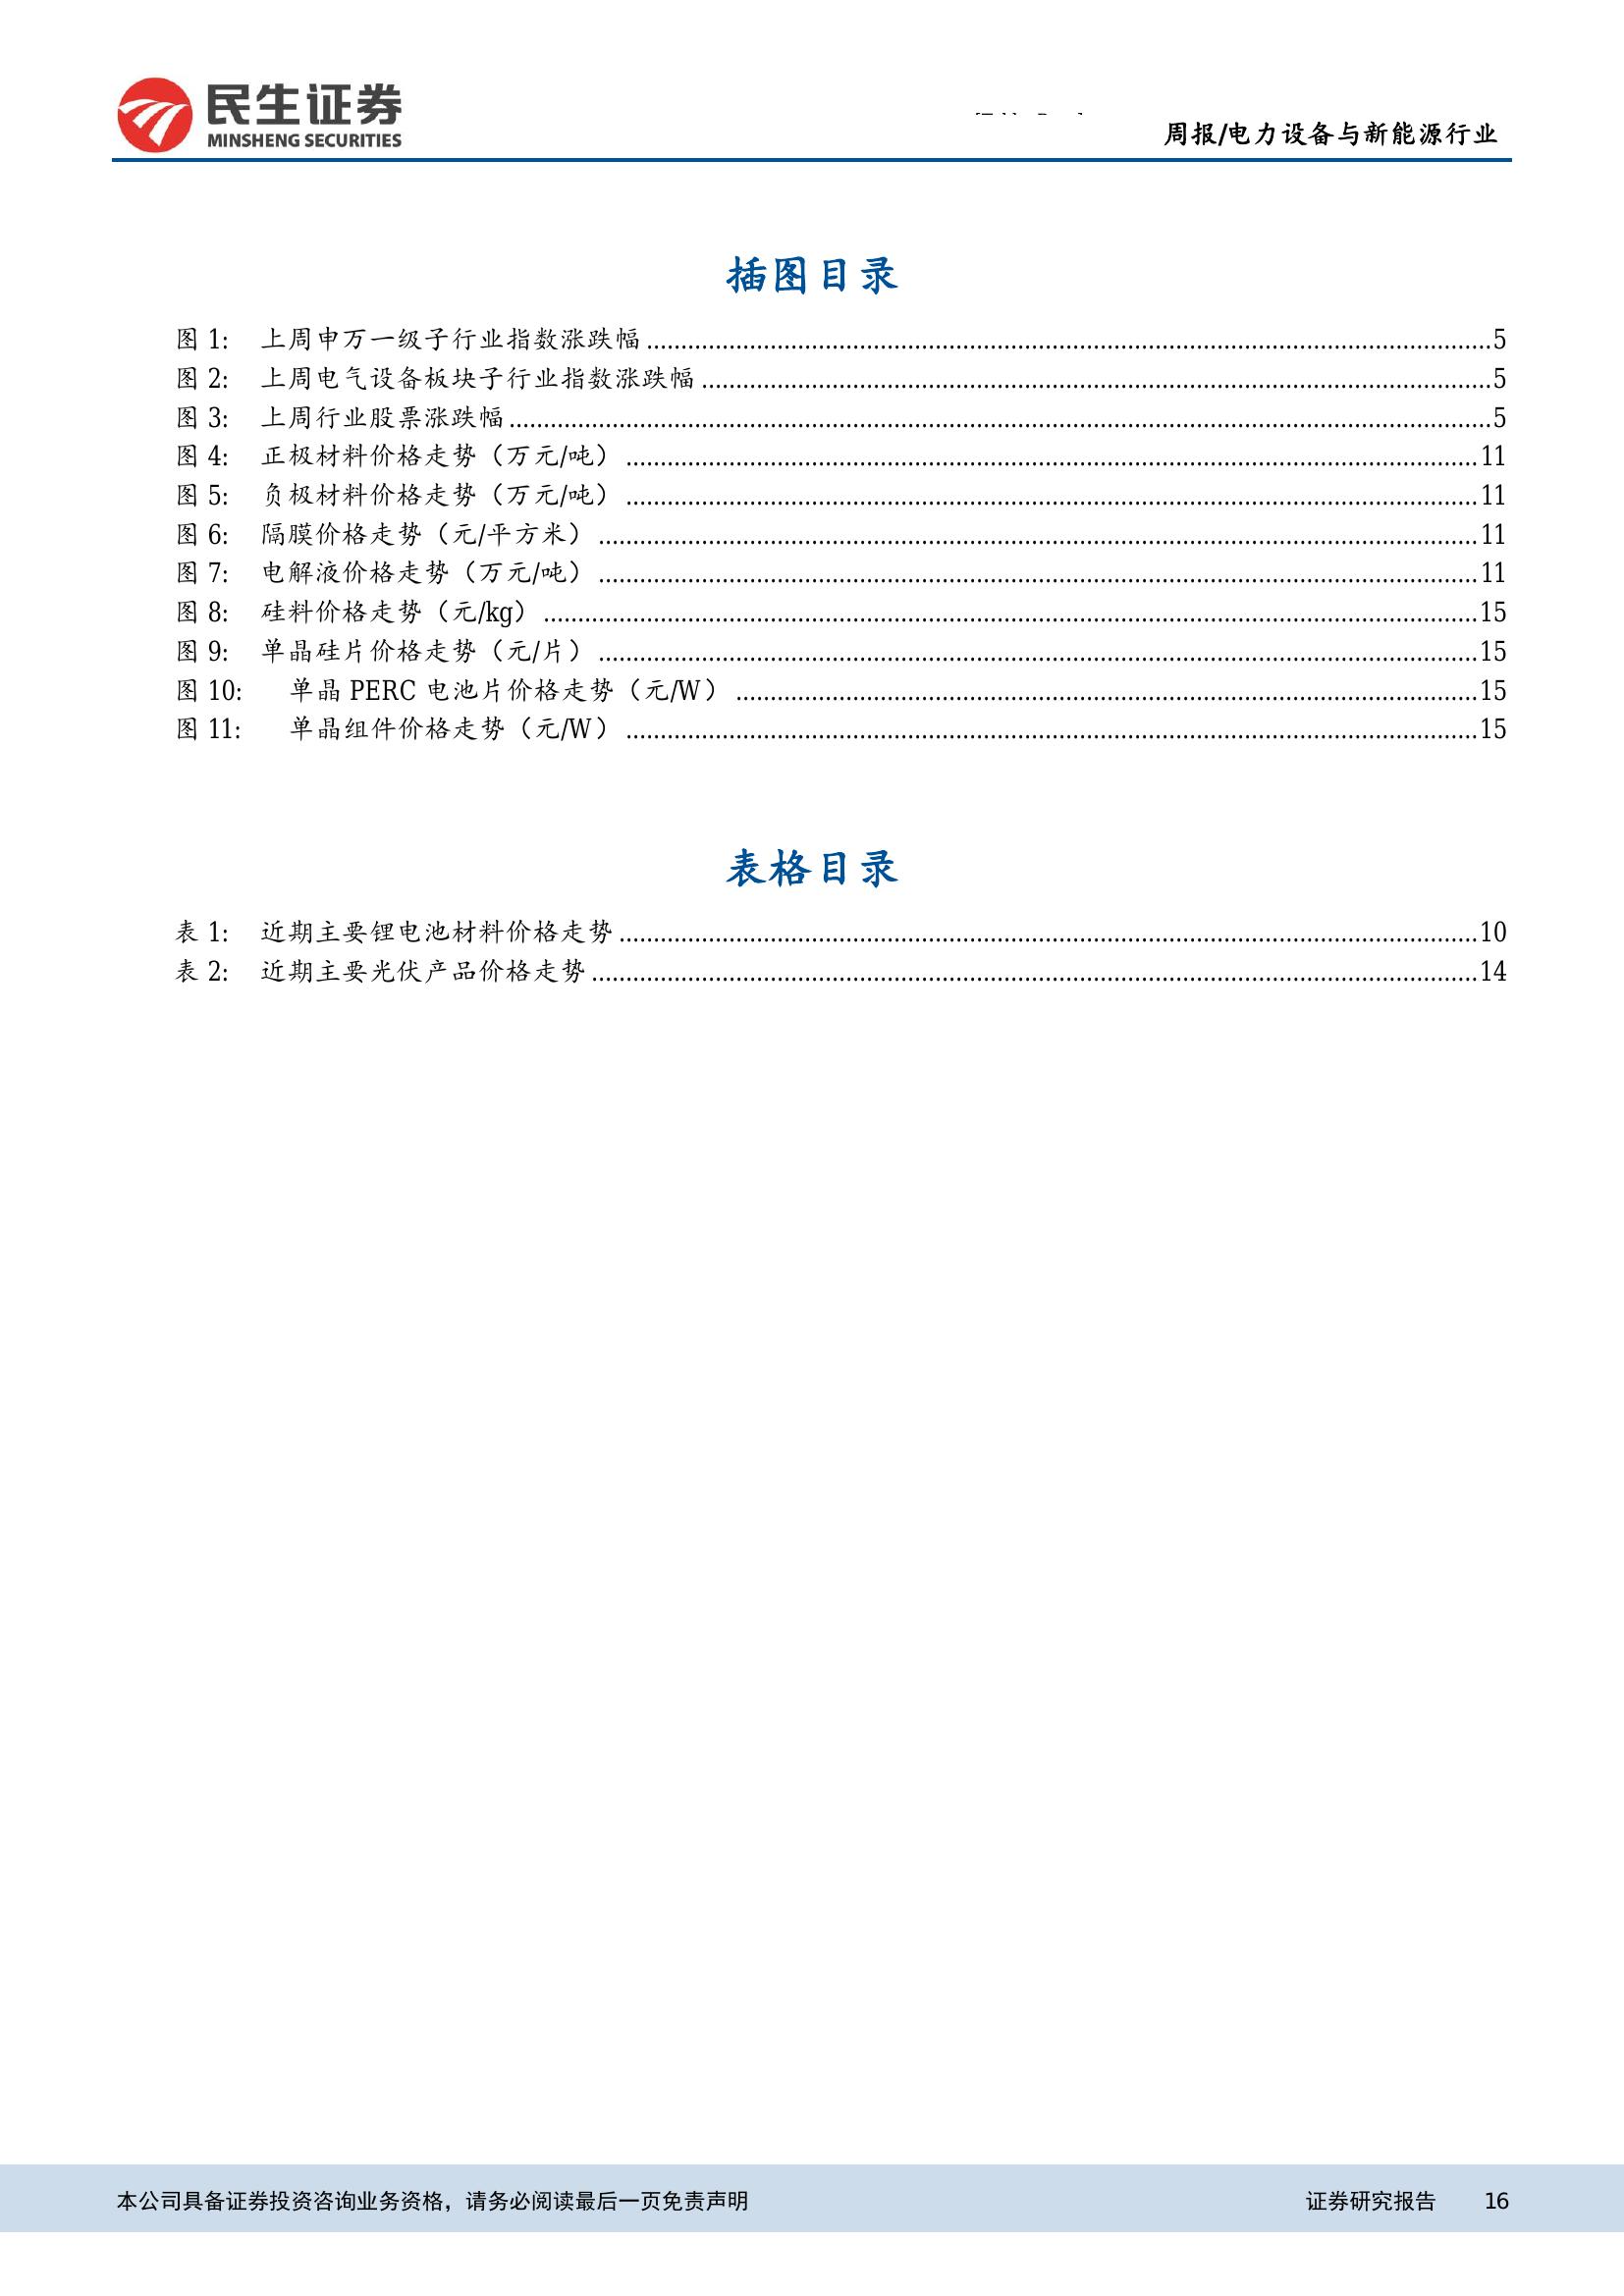 民生证券
MINSHENG SECURITIES
周报/电力设备与新能源行业
插图目录
图 1: 上周申万一级子行业指数涨跌幅 ........ 5
图 2: 上周电气设备板块子行业指数涨跌幅 ........ 5
图 3: 上周行业股票涨跌幅 ........ 5
图 4: 正极材料价格走势（万元/吨） ........ 11
图 5: 负极材料价格走势（万元/吨） ........ 11
图 6: 隔膜价格走势（元/平方米） ........ 11
图 7: 电解液价格走势（万元/吨） ........ 11
图 8: 硅料价格走势（元/kg） ........ 15
图 9: 单晶硅片价格走势（元/片） ........ 15
图 10: 单晶 PERC 电池片价格走势（元/W） ........ 15
图 11: 单晶组件价格走势（元/W） ........ 15
表格目录
表 1: 近期主要锂电池材料价格走势 ........ 10
表 2: 近期主要光伏产品价格走势 ........ 14
本公司具备证券投资咨询业务资格，请务必阅读最后一页免责声明 证券研究报告 16